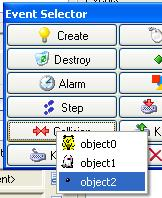 Event Selector
Create
Destroy
Alarm
Step
Collision
object0
object1
object2
K
K